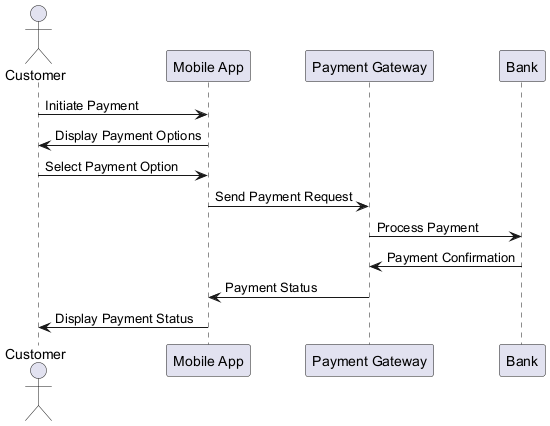 Customer
Mobile App
Payment Gateway
Bank
Initiate Payment
Display Payment Options
Select Payment Option
Send Payment Request
Process Payment
Payment Confirmation
Payment Status
Display Payment Status
Customer
Mobile App
Payment Gateway
Bank